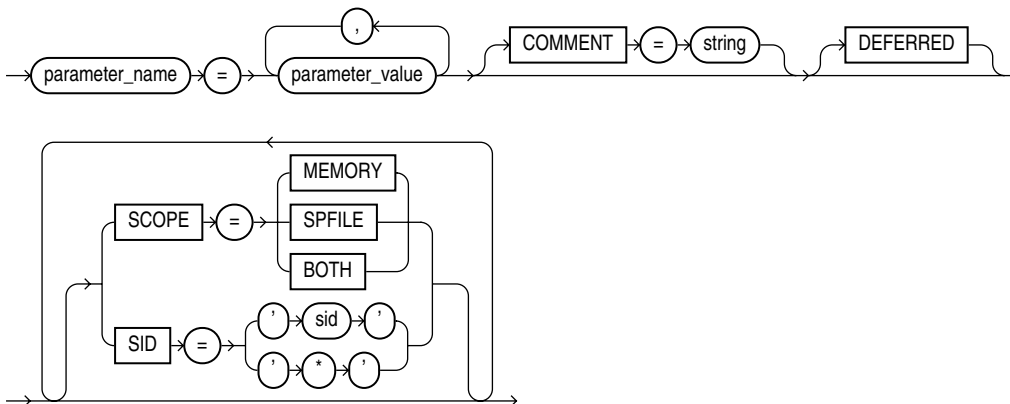 ,
COMMENT = string DEFERRED
parameter_name = parameter_value
MEMORY
SCOPE = SPFILE
BOTH
' sid '
SID =
' * '